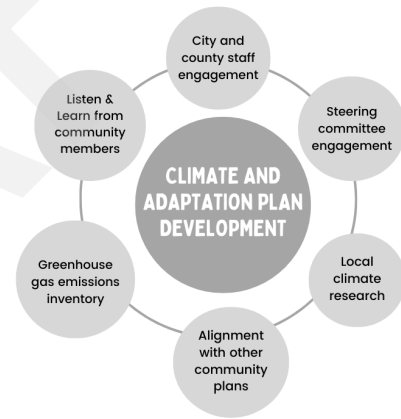 City and
county staff
engagement
Listen &
Learn from
community
members
Steering
committee
engagement
CLIMATE AND
ADAPTATION PLAN
DEVELOPMENT
Greenhouse
gas emissions
inventory
Local
climate
research
Alignment
with other
community
plans